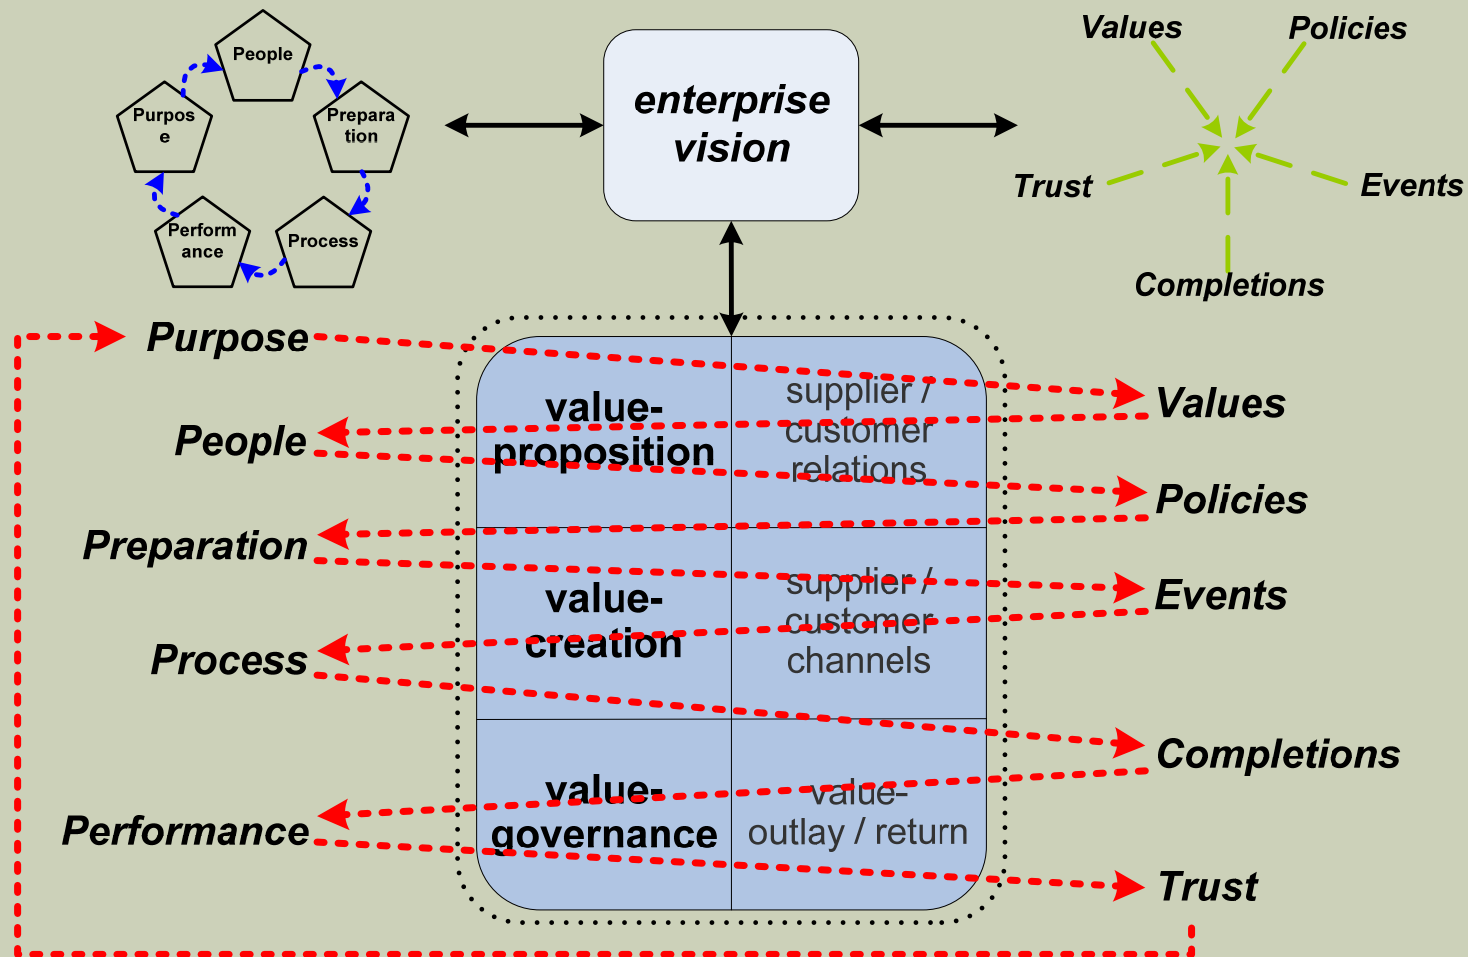 People
Purpos
e
Prepara
tion
Perform
ance
Process
enterprise
vision
Values
Policies
Trust
Events
Completions
Purpose
People
Preparation
Process
Performance
value-
proposition
supplier /
customer
relations
value-
creation
supplier /
customer
channels
value-
governance
value-
outlay / return
Values
Policies
Events
Completions
Trust